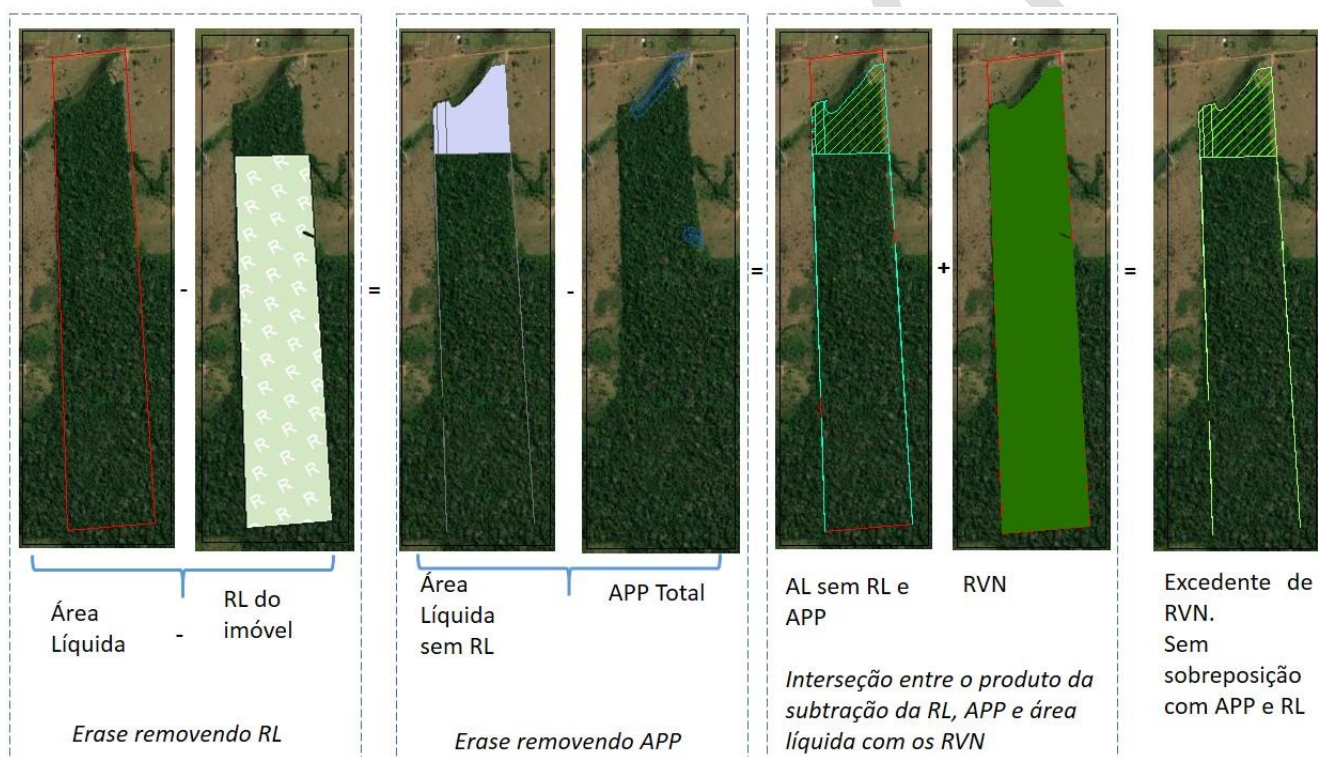 -
=
-
=
+
=
Área
Líquida
-
RL do
imóvel
Erase removendo RL
Área
Líquida
sem RL
APP Total
Erase removendo APP
AL sem RL e
APP
RVN
Interseção entre o produto da
subtração da RL, APP e área
líquida com os RVN
Excedente de
RVN.
Sem
sobreposição
com APP e RL